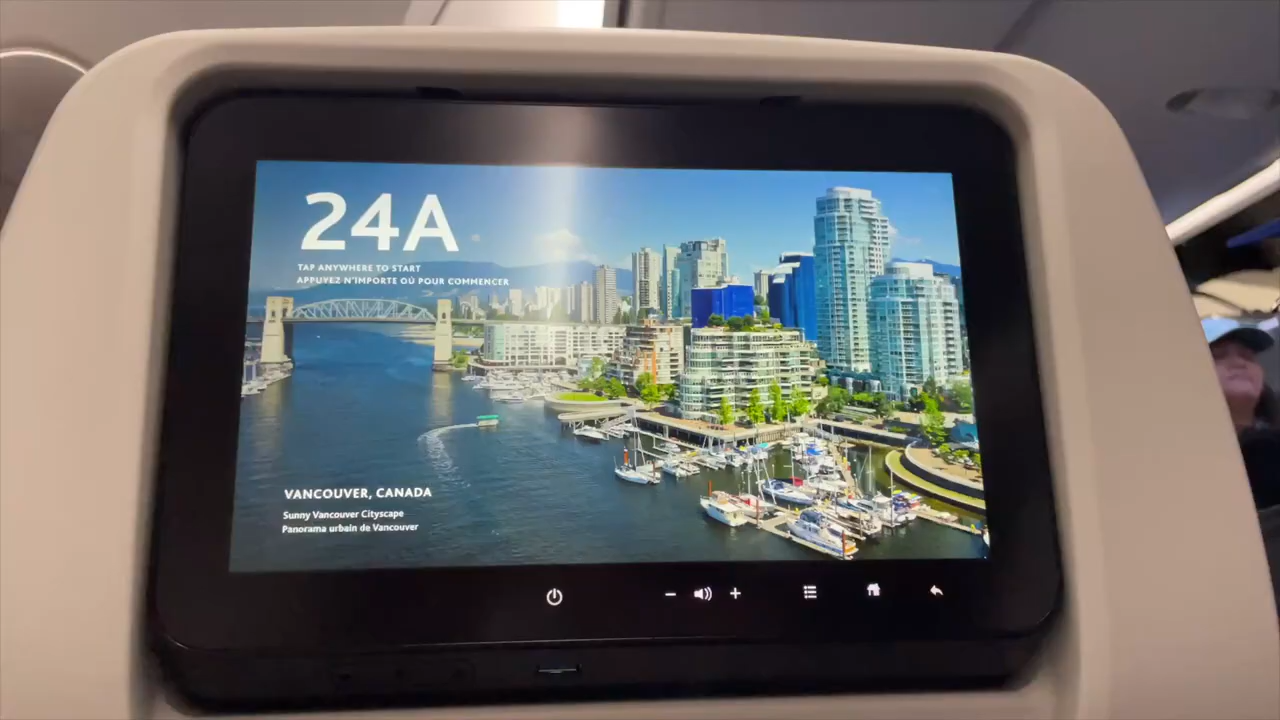 24A
TAP ANYWHERE TO START
APPUYEZ N'IMPORTE OÙ POUR COMMENCER
VANCOUVER, CANADA
Sunny Vancouver Cityscape
Panorama urbain de Vancouver